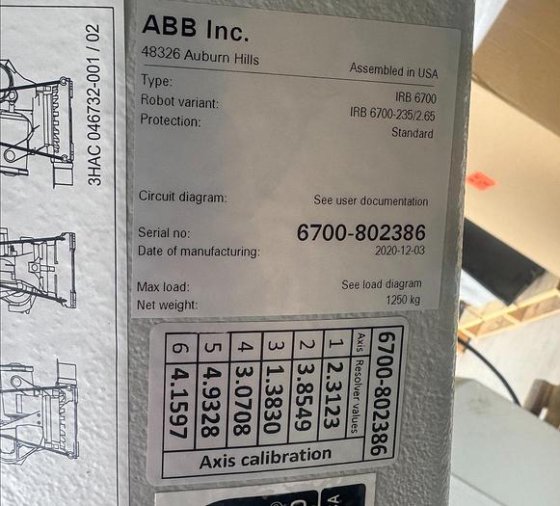 ABB Inc.
48326 Auburn Hills
Assembled in USA
Type: IRB 6700
Robot variant: IRB 6700-235/2.65
Protection: Standard
Circuit diagram: See user documentation
Serial no: 6700-802386
Date of manufacturing: 2020-12-03
Max load: See load diagram
Net weight: 1250 kg
3HAC 046732-001 / 02
6700-802386
Axis Resolver values
1 2.3123
2 3.8549
3 1.3830
4 3.0708
5 4.9328
6 4.1597
Axis calibration